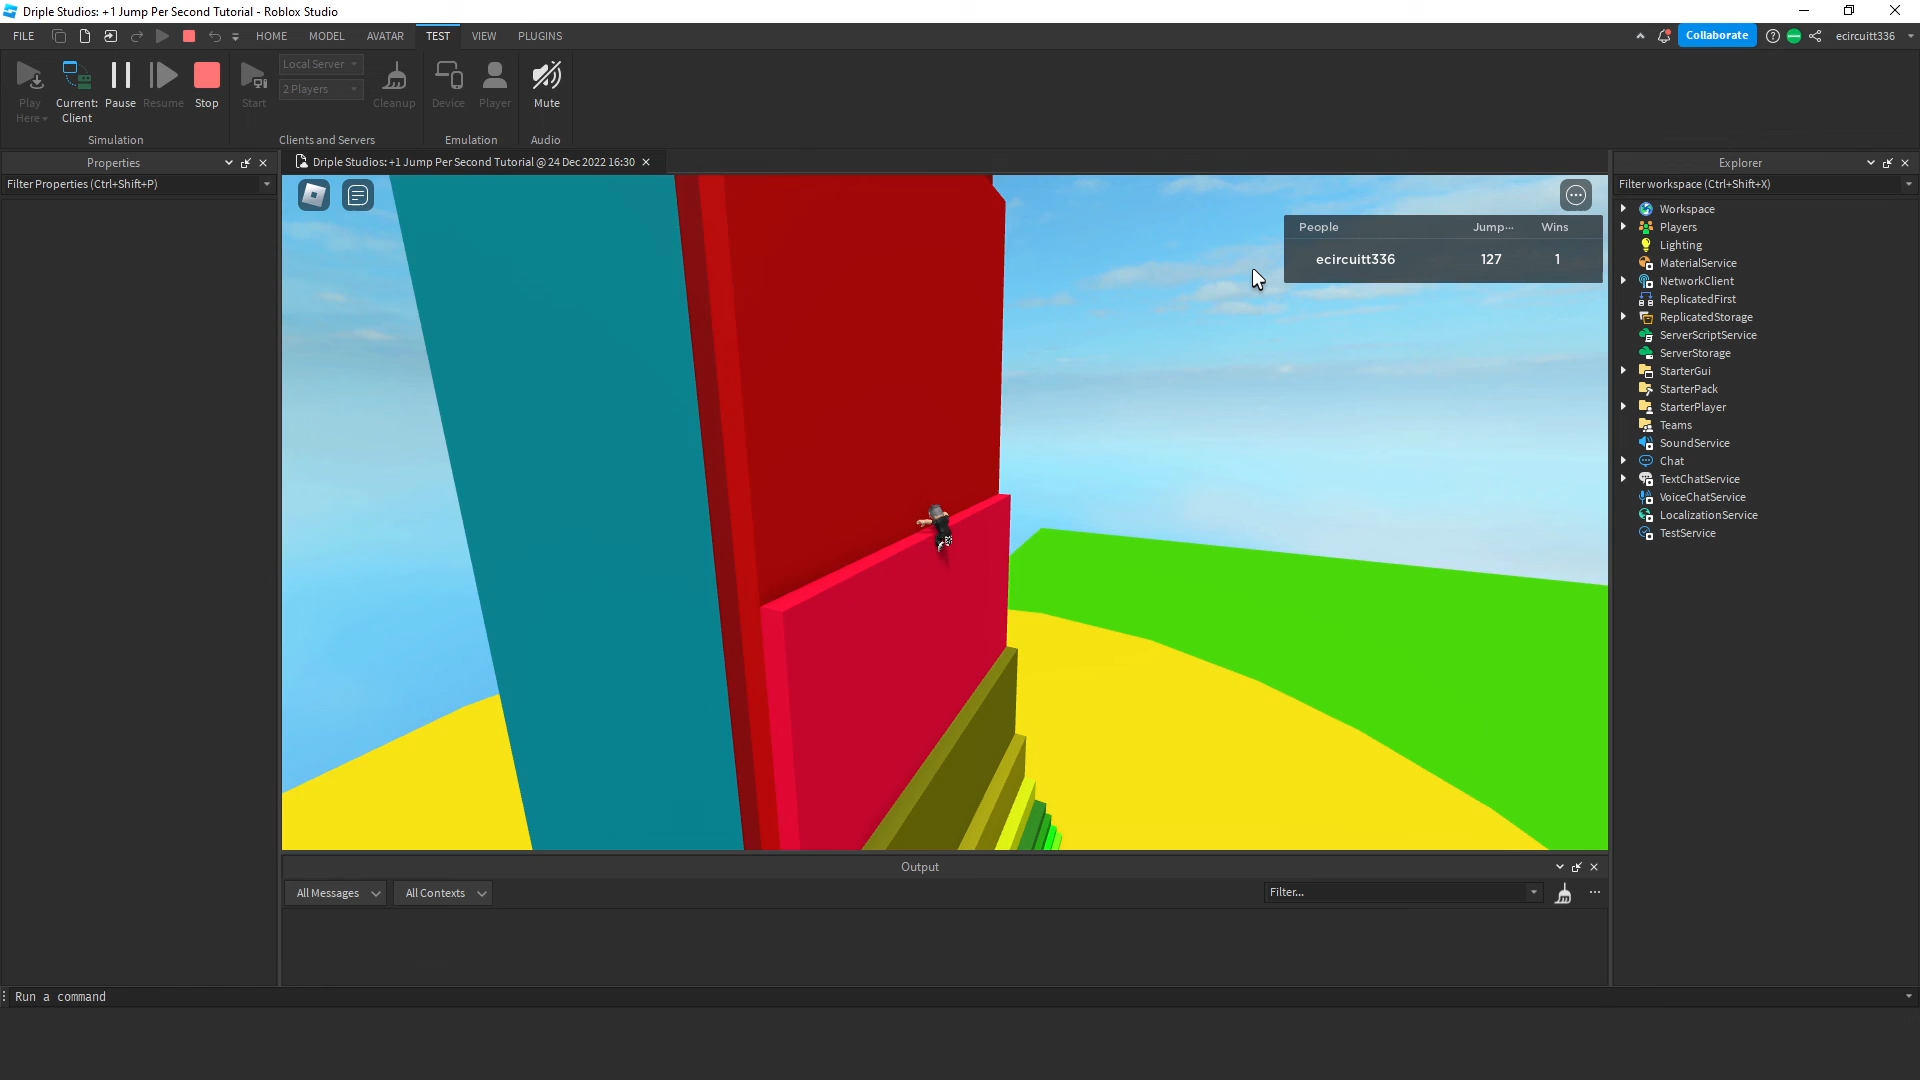 Driple Studios: +1 Jump Per Second Tutorial - Roblox Studio
FILE HOME MODEL AVATAR TEST VIEW PLUGINS Collaborate ecircuitt336
Play Here
Current: Client
Pause
Resume
Stop
Simulation
Start
Local Server
2 Players
Cleanup
Clients and Servers
Device
Player
Emulation
Mute
Audio
Properties
Filter Properties (Ctrl+Shift+P)
Driple Studios: +1 Jump Per Second Tutorial @ 24 Dec 2022 16:30
People Jump··· Wins
ecircuitt336 127 1
Explorer
Filter workspace (Ctrl+Shift+X)
Workspace
Players
Lighting
MaterialService
NetworkClient
ReplicatedFirst
ReplicatedStorage
ServerScriptService
ServerStorage
StarterGui
StarterPack
StarterPlayer
Teams
SoundService
Chat
TextChatService
VoiceChatService
LocalizationService
TestService
Output
All Messages All Contexts Filter...
Run a command